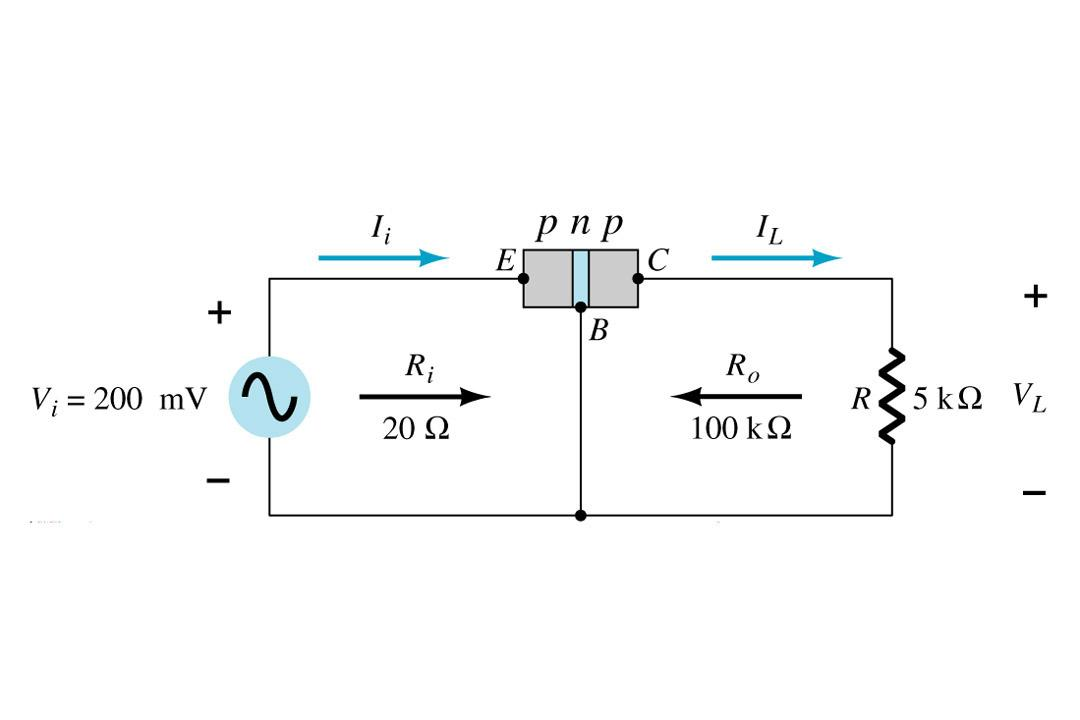 p n p
I_i
I_L
E
C
B
+
+
R_i
R_o
V_i = 200 mV
20 Ω
100 kΩ
R
5 kΩ
V_L
–
–